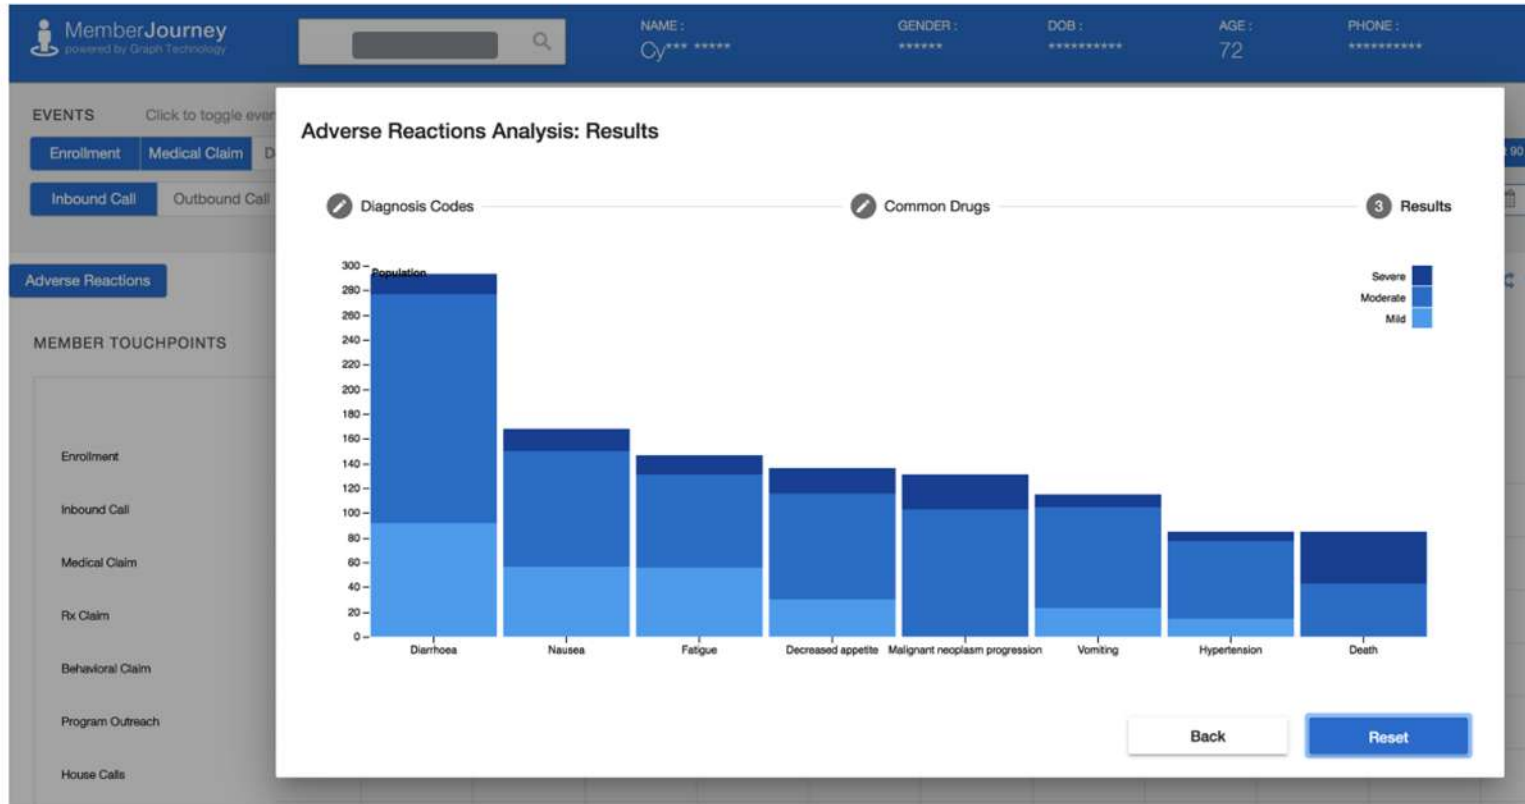 MemberJourney
powered by Graph Technology
NAME :
Cy*** *****
GENDER :
******
DOB :
**********
AGE :
72
PHONE :
**********
EVENTS
Click to toggle
Enrollment
Medical Claim
Inbound Call
Outbound Call
90
Adverse Reactions
MEMBER TOUCHPOINTS
Enrollment
Inbound Call
Medical Claim
Rx Claim
Behavioral Claim
Program Outreach
House Calls
Adverse Reactions Analysis: Results
Diagnosis Codes
Common Drugs
3 Results
Population
300
280
260
240
220
200
180
160
140
120
100
80
60
40
20
0
Severe
Moderate
Mild
Diarrhoea
Nausea
Fatigue
Decreased appetite
Malignant neoplasm progression
Vomiting
Hypertension
Death
Back
Reset